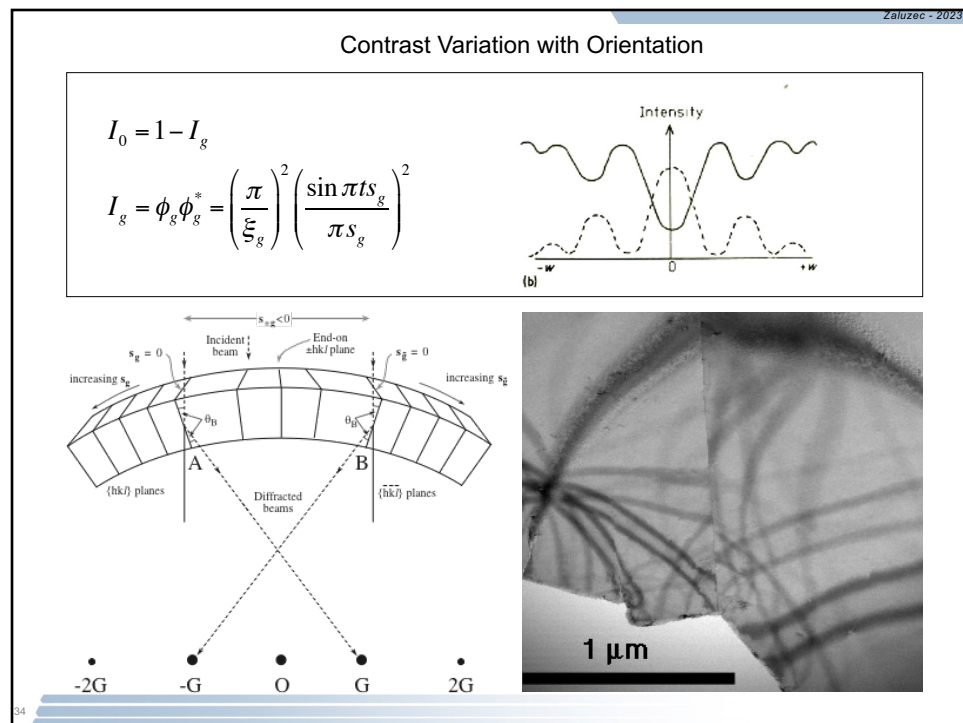 Zaluzec - 2023
Contrast Variation with Orientation
I_0 = 1 − I_g
I_g = ϕ_g ϕ_g^* = (π / ξ_g)^2 (sin πts_g / πs_g)^2
Intensity
-w
0
+w
(b)
s_±g<0
s_g = 0
Incident
beam
End-on
±hkl plane
s_ḡ = 0
increasing s_g
increasing s_ḡ
θ_B
θ_B
A
B
{hkl} planes
Diffracted
beams
{h̄k̄l̄} planes
-2G
-G
O
G
2G
1 μm
34